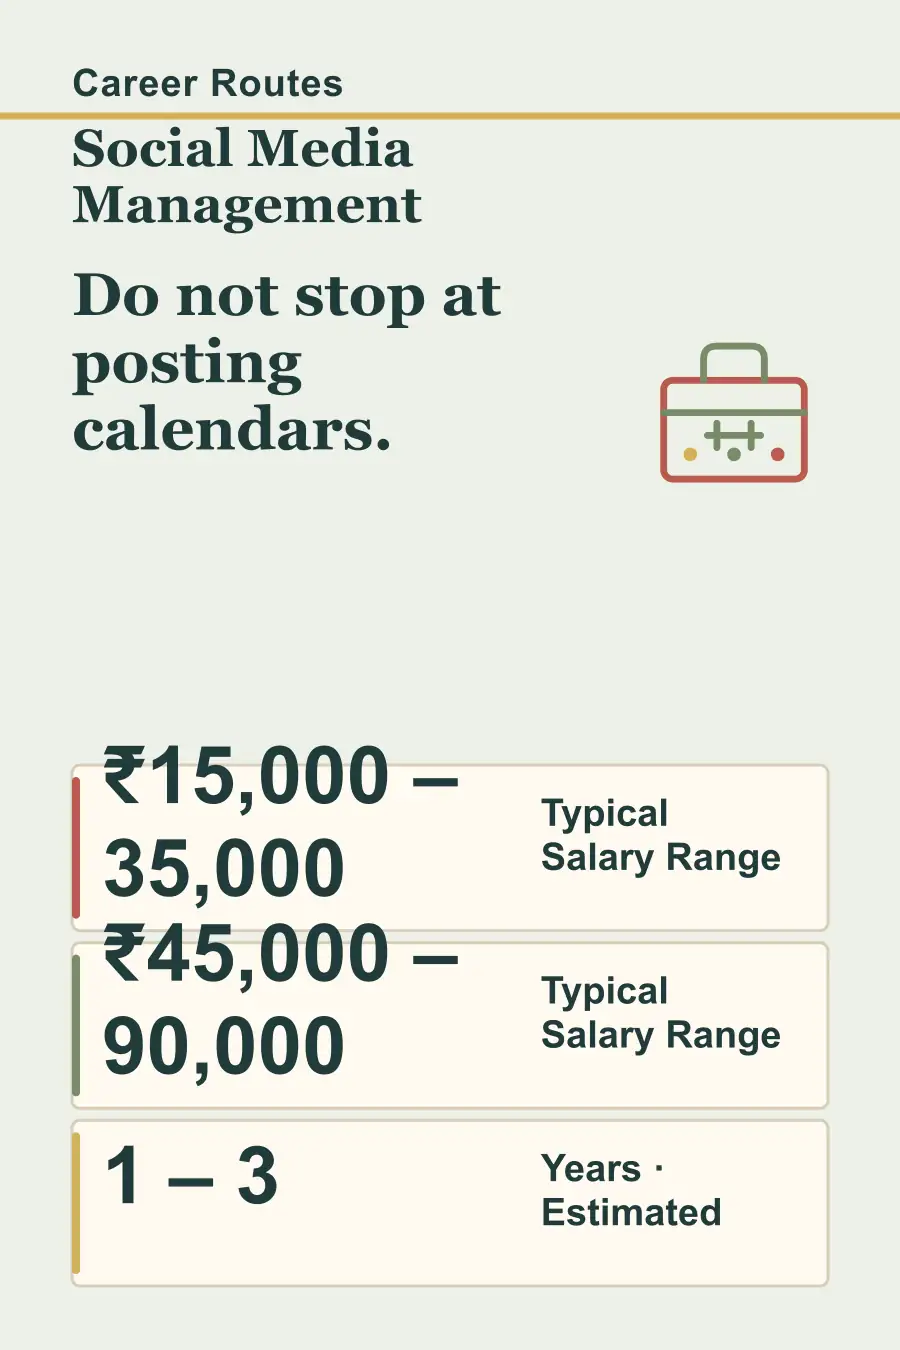 Career Routes
Social Media
Management
Do not stop at
posting
calendars.
₹15,000 –
35,000
Typical
Salary Range
₹45,000 –
90,000
Typical
Salary Range
1 – 3
Years ·
Estimated